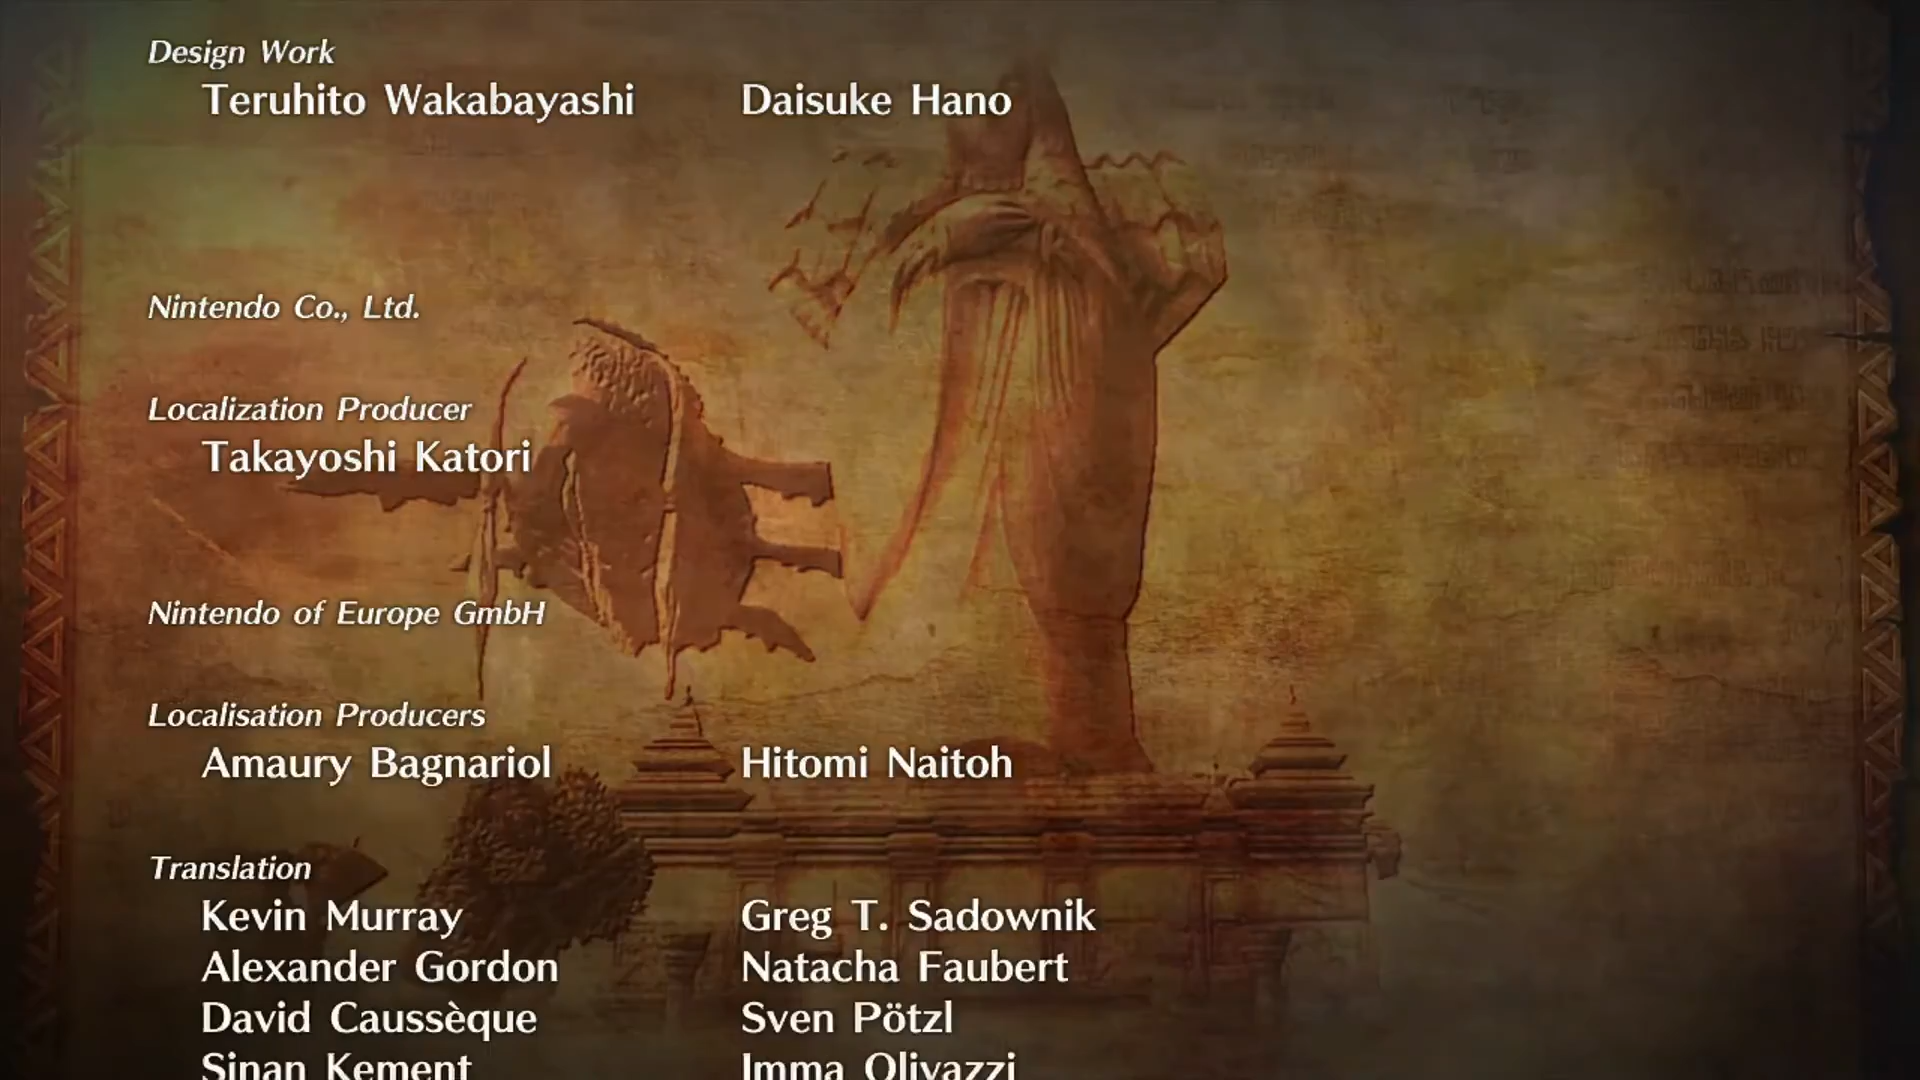 Design Work
Teruhito Wakabayashi Daisuke Hano
Nintendo Co., Ltd.
Localization Producer
Takayoshi Katori
Nintendo of Europe GmbH
Localisation Producers
Amaury Bagnariol Hitomi Naitoh
Translation
Kevin Murray Greg T. Sadownik
Alexander Gordon Natacha Faubert
David Caussèque Sven Pötzl
Sinan Kement Imma Olivazzi